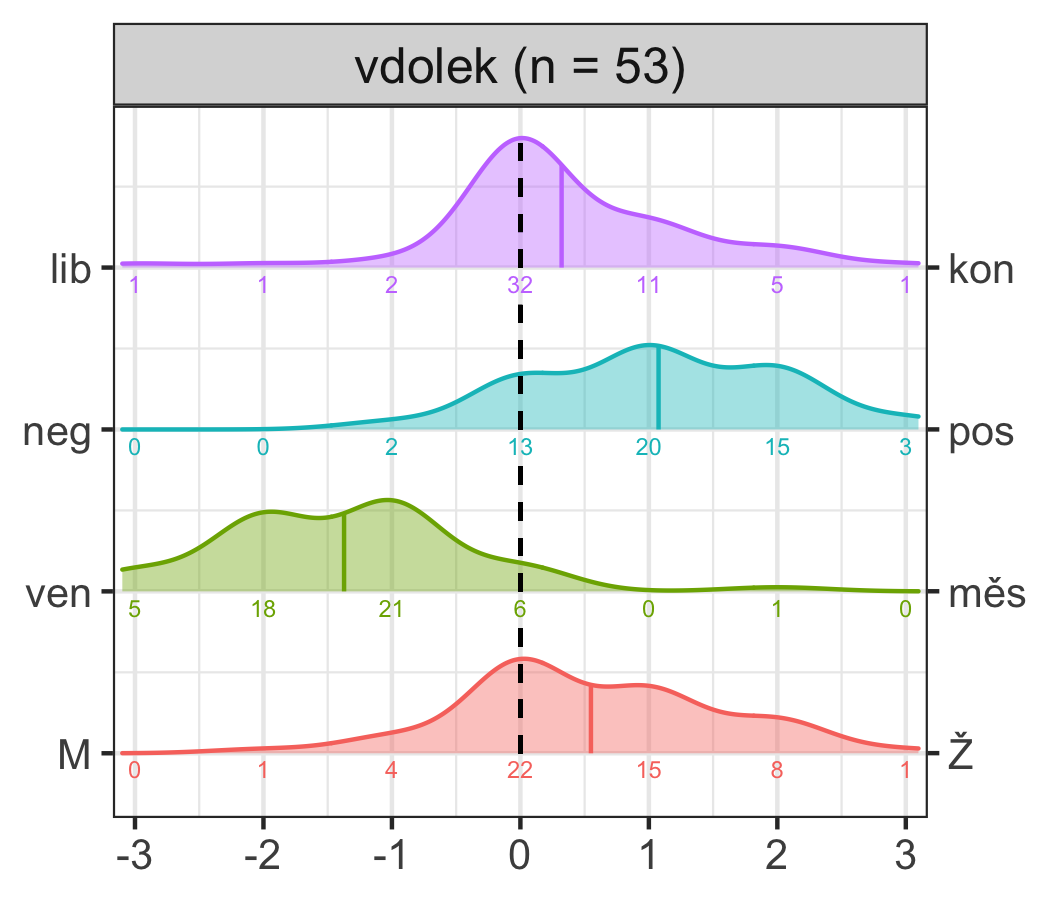 vdolek (n = 53)
lib kon
1 1 2 32 11 5 1
neg pos
0 0 2 13 20 15 3
ven měs
5 18 21 6 0 1 0
M Ž
0 1 4 22 15 8 1
-3 -2 -1 0 1 2 3